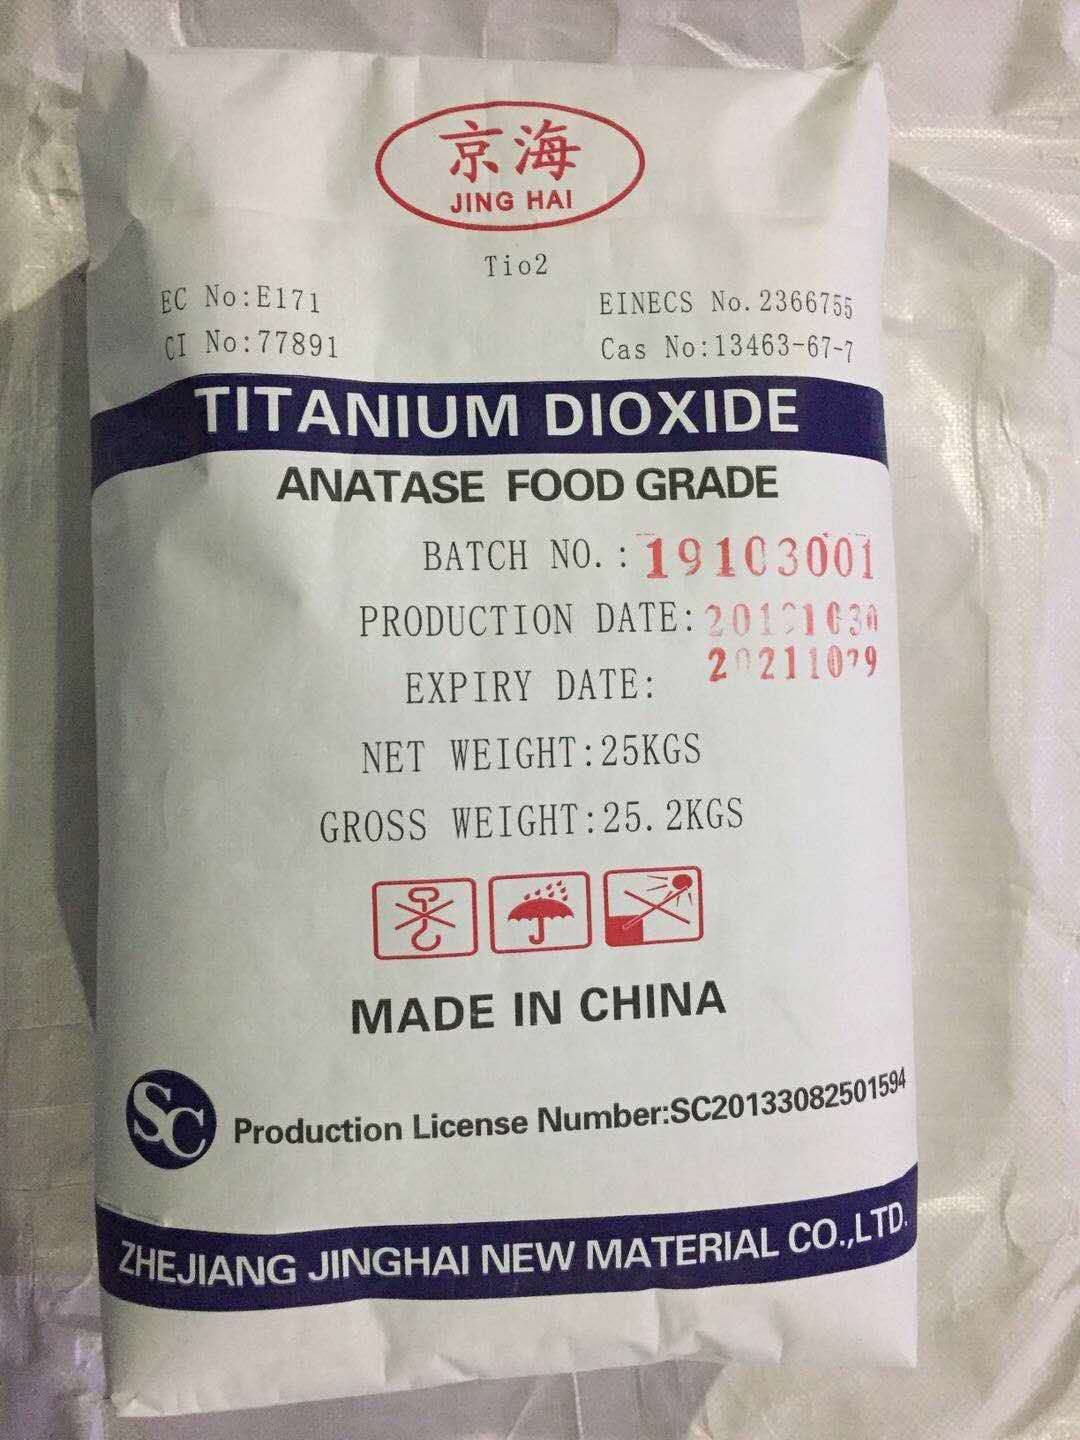 京海
JING HAI
Tio2
EC No:E171
EINECS No.2366755
CI No:77891
Cas No:13463-67-7
TITANIUM DIOXIDE
ANATASE FOOD GRADE
BATCH NO.:19103001
PRODUCTION DATE:20191030
EXPIRY DATE:20211029
NET WEIGHT:25KGS
GROSS WEIGHT:25.2KGS
MADE IN CHINA
SC Production License Number:SC20133082501594
ZHEJIANG JINGHAI NEW MATERIAL CO.,LTD.